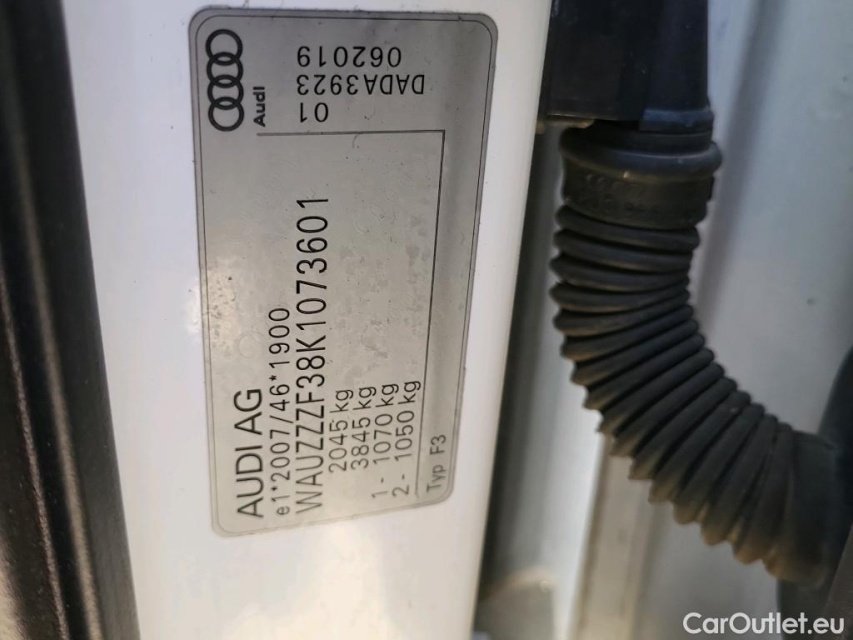 AUDI AG
e1*2007/46*1900
WAUZZZF38K1073601
2045 kg
3845 kg
1 - 1070 kg
2 - 1050 kg
Typ F3
Audi
01
DADA3923
062019
CarOutlet.eu